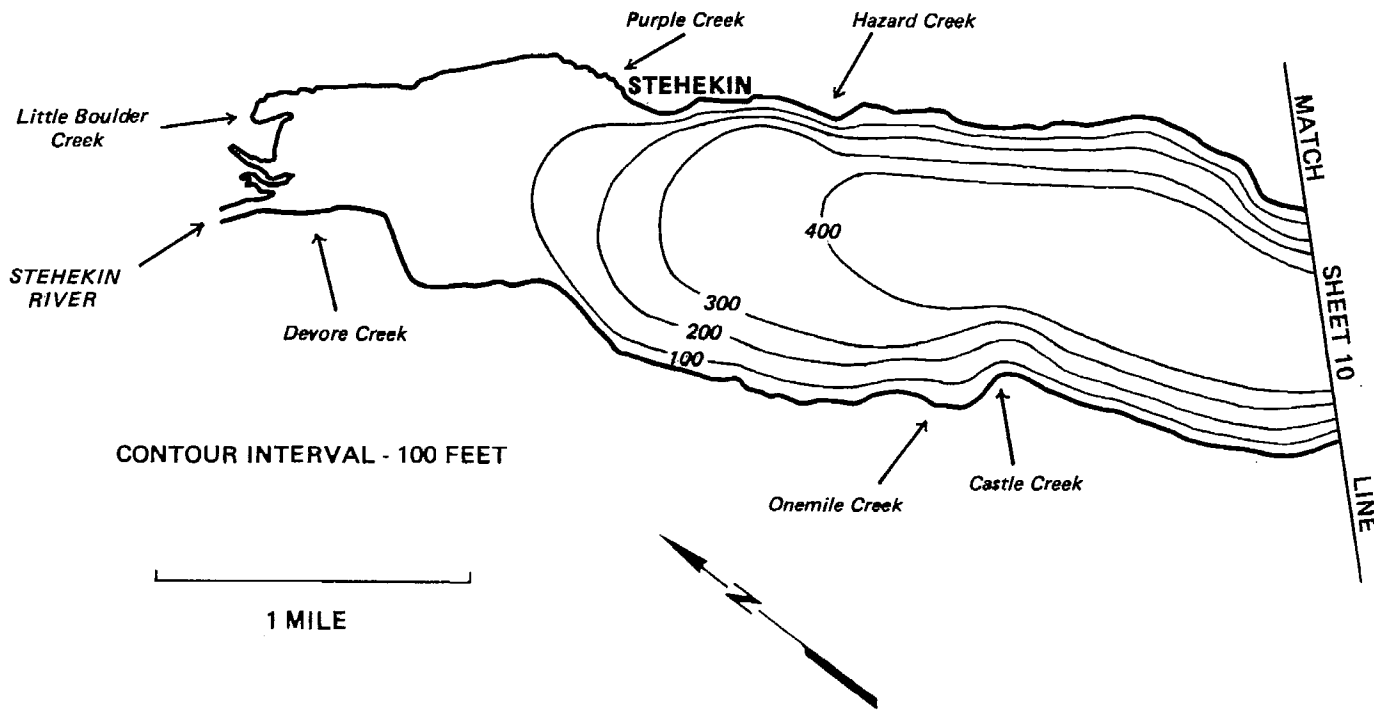 Purple Creek
Hazard Creek
STEHEKIN
Little Boulder
Creek
MATCH
STEHEKIN
RIVER
Devore Creek
400
300
200
100
SHEET 10
CONTOUR INTERVAL - 100 FEET
Onemile Creek
Castle Creek
LINE
1 MILE
N